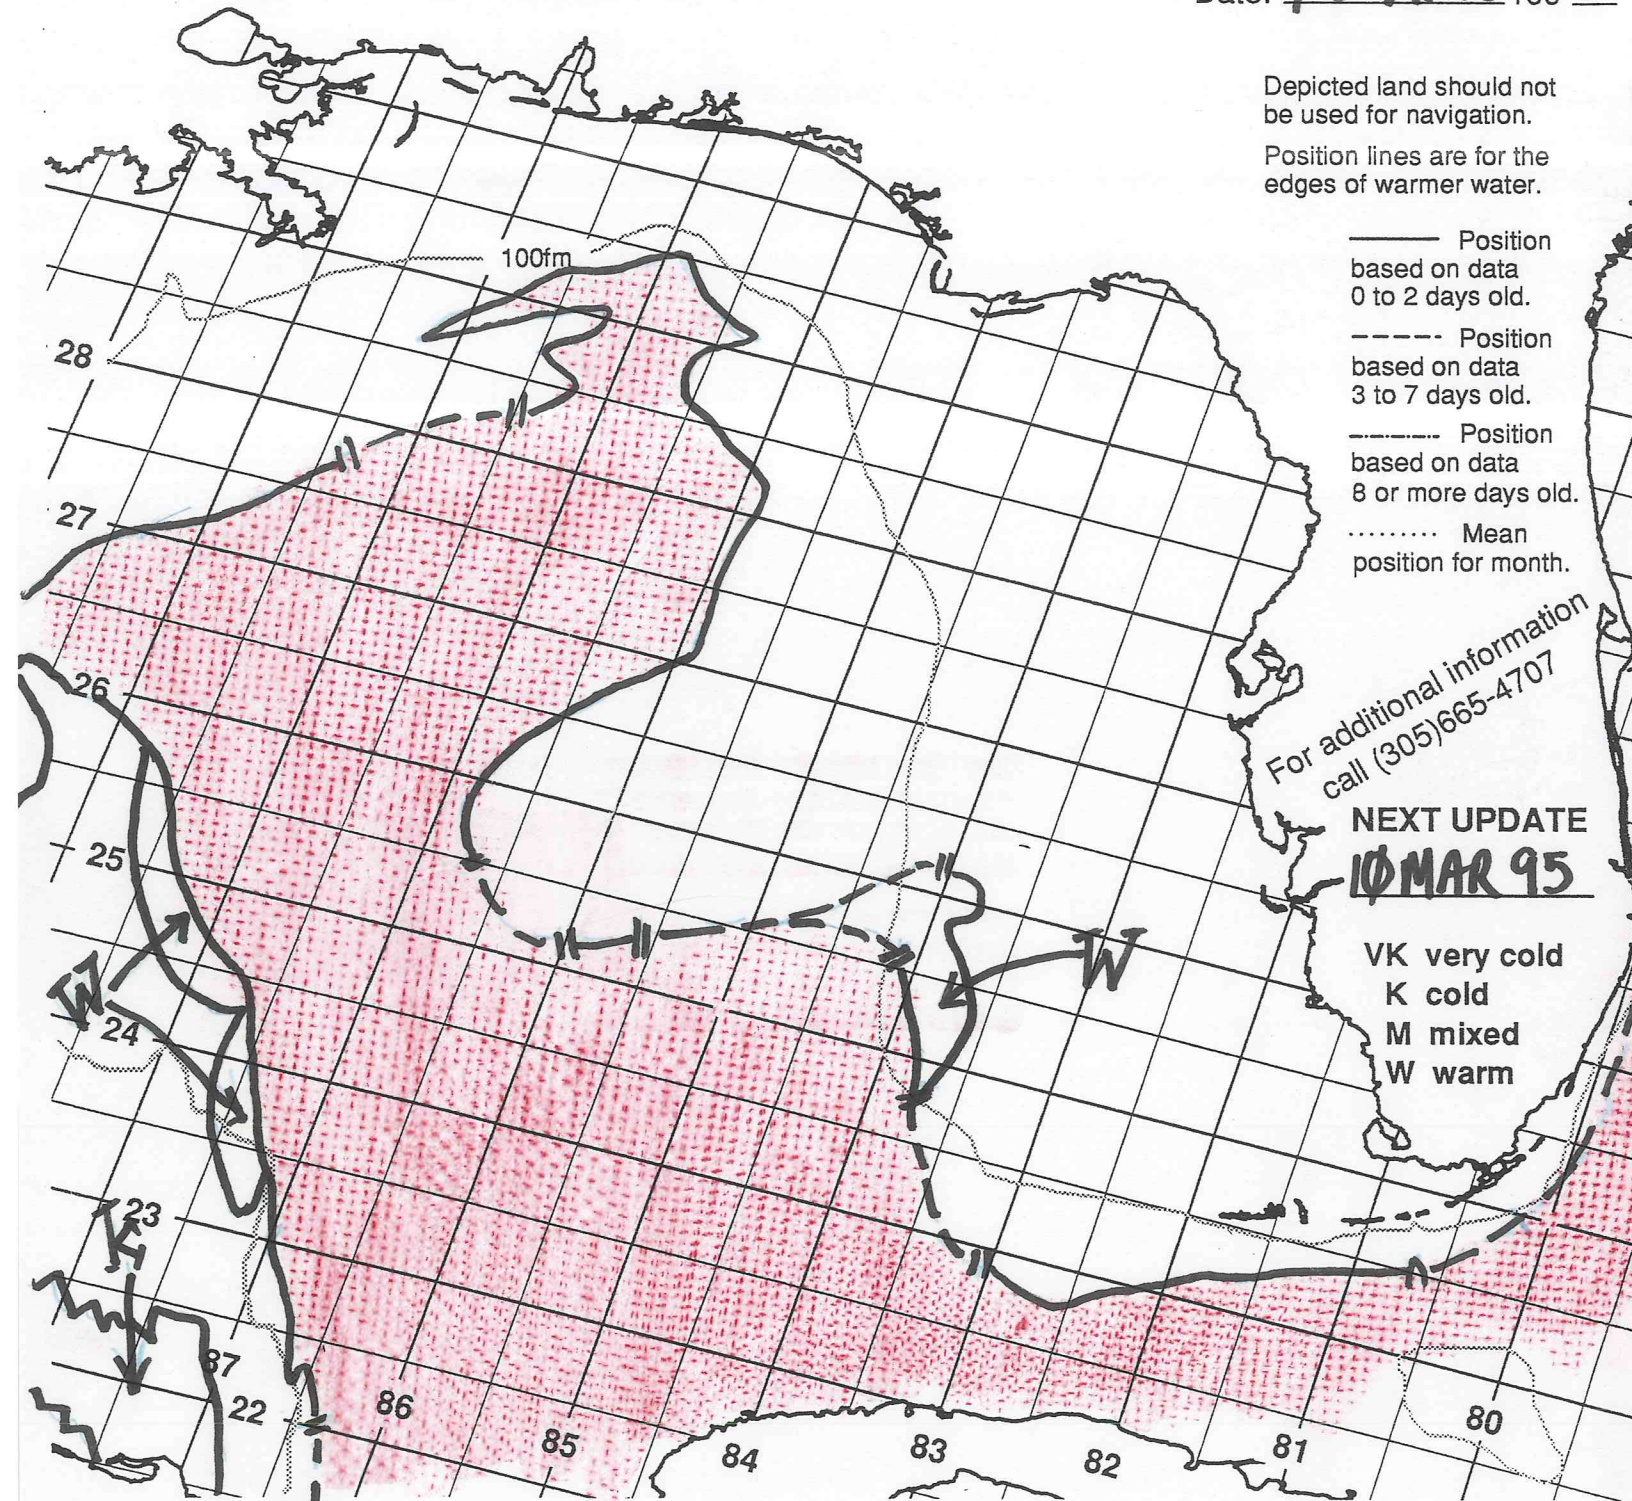 Depicted land should not
be used for navigation.
Position lines are for the
edges of warmer water.
100fm
Position
based on data
0 to 2 days old.
Position
based on data
3 to 7 days old.
Position
based on data
8 or more days old.
Mean
position for month.
28
27
26
25
24
23
22
For additional information
call (305)665-4707
NEXT UPDATE
10 MAR 95
VK very cold
K cold
M mixed
W warm
W
W
K
87
86
85
84
83
82
81
80